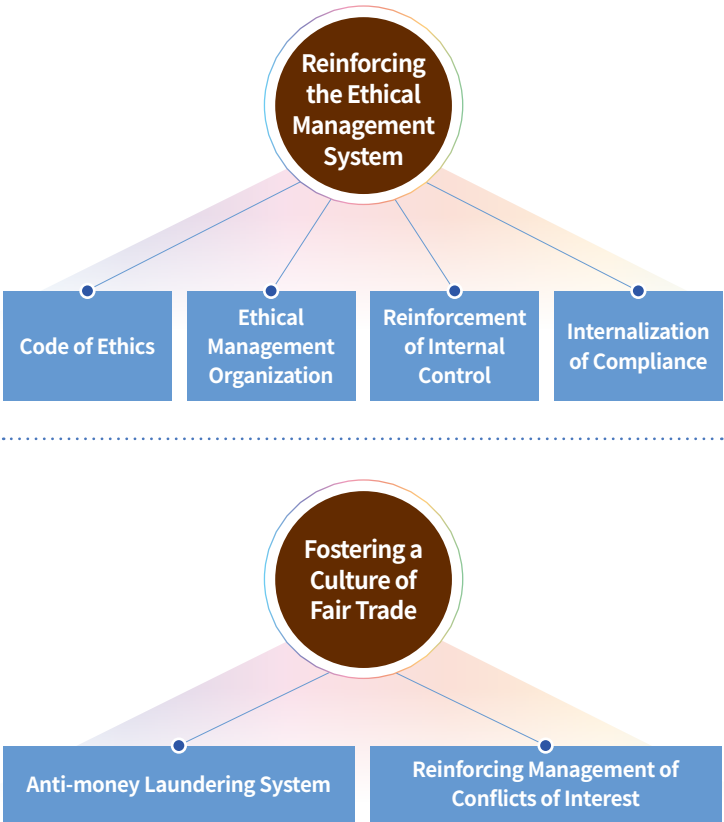 Reinforcing
the Ethical
Management
System
Code of Ethics
Ethical
Management
Organization
Reinforcement
of Internal
Control
Internalization
of Compliance
Fostering a
Culture of
Fair Trade
Anti-money Laundering System
Reinforcing Management of
Conflicts of Interest